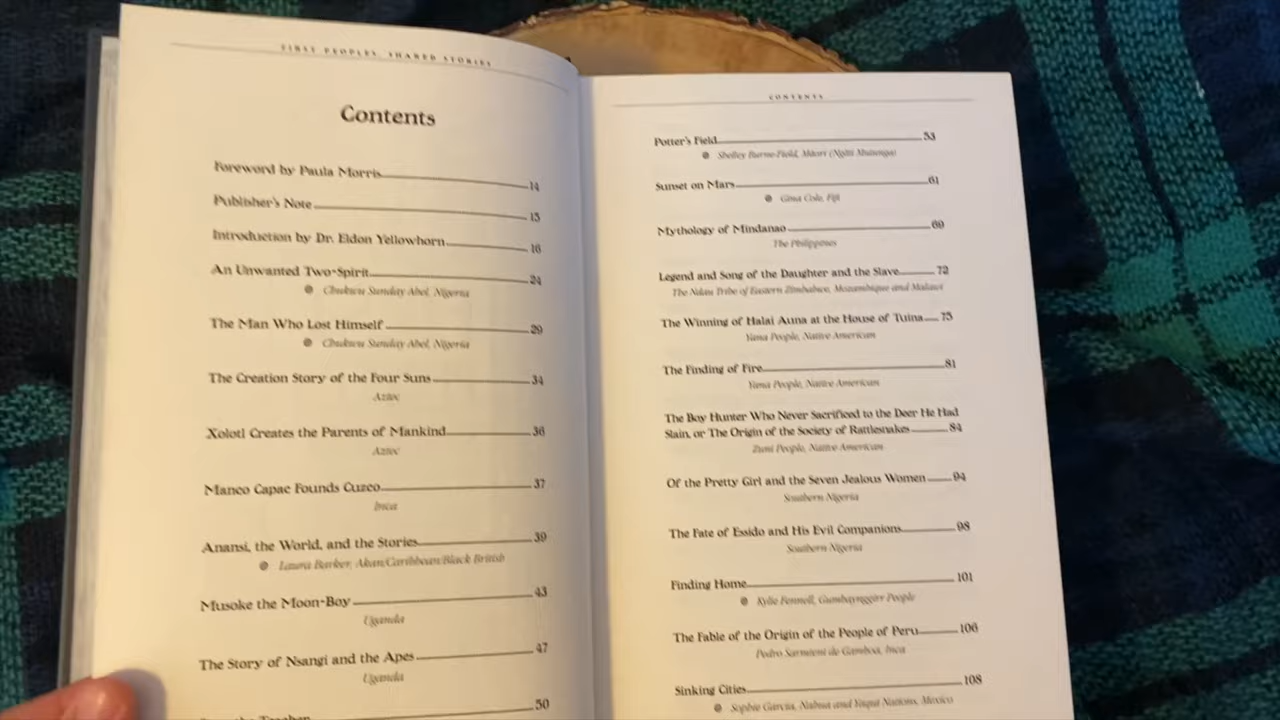 FIRST PEOPLES, SHARED STORIES
Contents
Foreword by Paula Morris 14
Publisher's Note 15
Introduction by Dr. Eldon Yellowhorn 16
An Unwanted Two-Spirit 24
Chukwu Sunday Abel, Nigeria
The Man Who Lost Himself 29
Chukwu Sunday Abel, Nigeria
The Creation Story of the Four Suns 34
Aztec
Xolotl Creates the Parents of Mankind 36
Aztec
Manco Capac Founds Cuzco 37
Inca
Anansi, the World, and the Stories 39
Laura Barker, Akan/Caribbean/Black British
Musoke the Moon-Boy 43
Uganda
The Story of Nsangi and the Apes 47
Uganda
50
CONTENTS
Potter's Field 53
Shelley Burne-Field, Māori
Sunset on Mars 61
Gina Cole, Fiji
Mythology of Mindanao 69
The Philippines
Legend and Song of the Daughter and the Slave 72
The Ndau Tribe of Eastern Zimbabwe, Mozambique and Malawi
The Winning of Halai Auna at the House of Tuina 75
Yana People, Native American
The Finding of Fire 81
Yana People, Native American
The Boy Hunter Who Never Sacrificed to the Deer He Had
Slain, or The Origin of the Society of Rattlesnakes 84
Zuni People, Native American
Of the Pretty Girl and the Seven Jealous Women 94
Southern Nigeria
The Fate of Essido and His Evil Companions 98
Southern Nigeria
Finding Home 101
Kylie Fennell, Gumbaynggirr People
The Fable of the Origin of the People of Peru 106
Pedro Sarmient de Gamboa, Inca
Sinking Cities 108
Sophie Garcia, Nahua and Yaqui Nations, Mexico